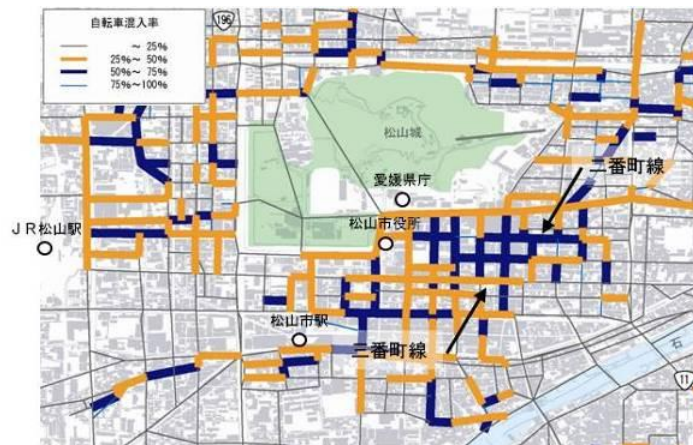 自転車混入率
～ 25%
25%～ 50%
50%～ 75%
75%～100%
196
松山城
二番町線
愛媛県庁
松山市役所
ＪＲ松山駅
松山市駅
三番町線
石
11